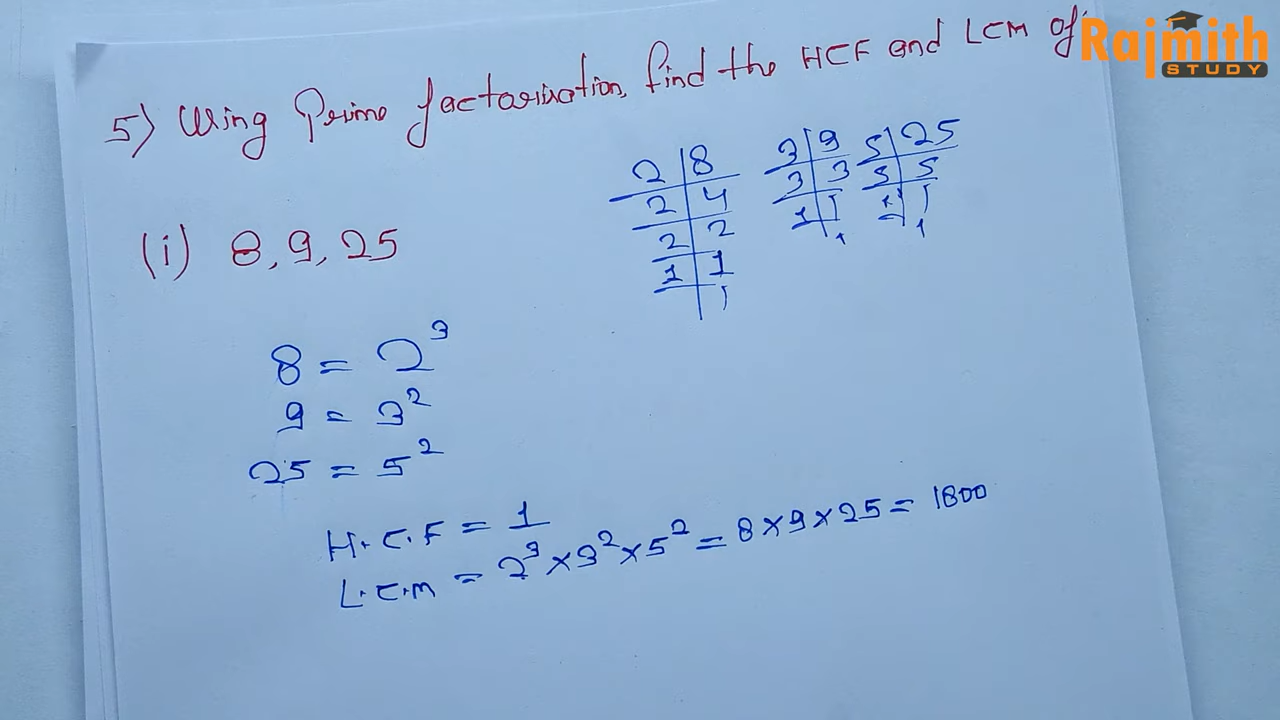 Rajmith
STUDY
5) Using Prime factorisation, find the HCF and LCM of
(i) 8, 9, 25
2 8
2 4
2 2
1 1
1
3 9
3 3
1 1
5 25
5 5
1 1
8 = 2³
9 = 3²
25 = 5²
H.C.F = 1
L.C.M = 2³ × 3² × 5² = 8 × 9 × 25 = 1800